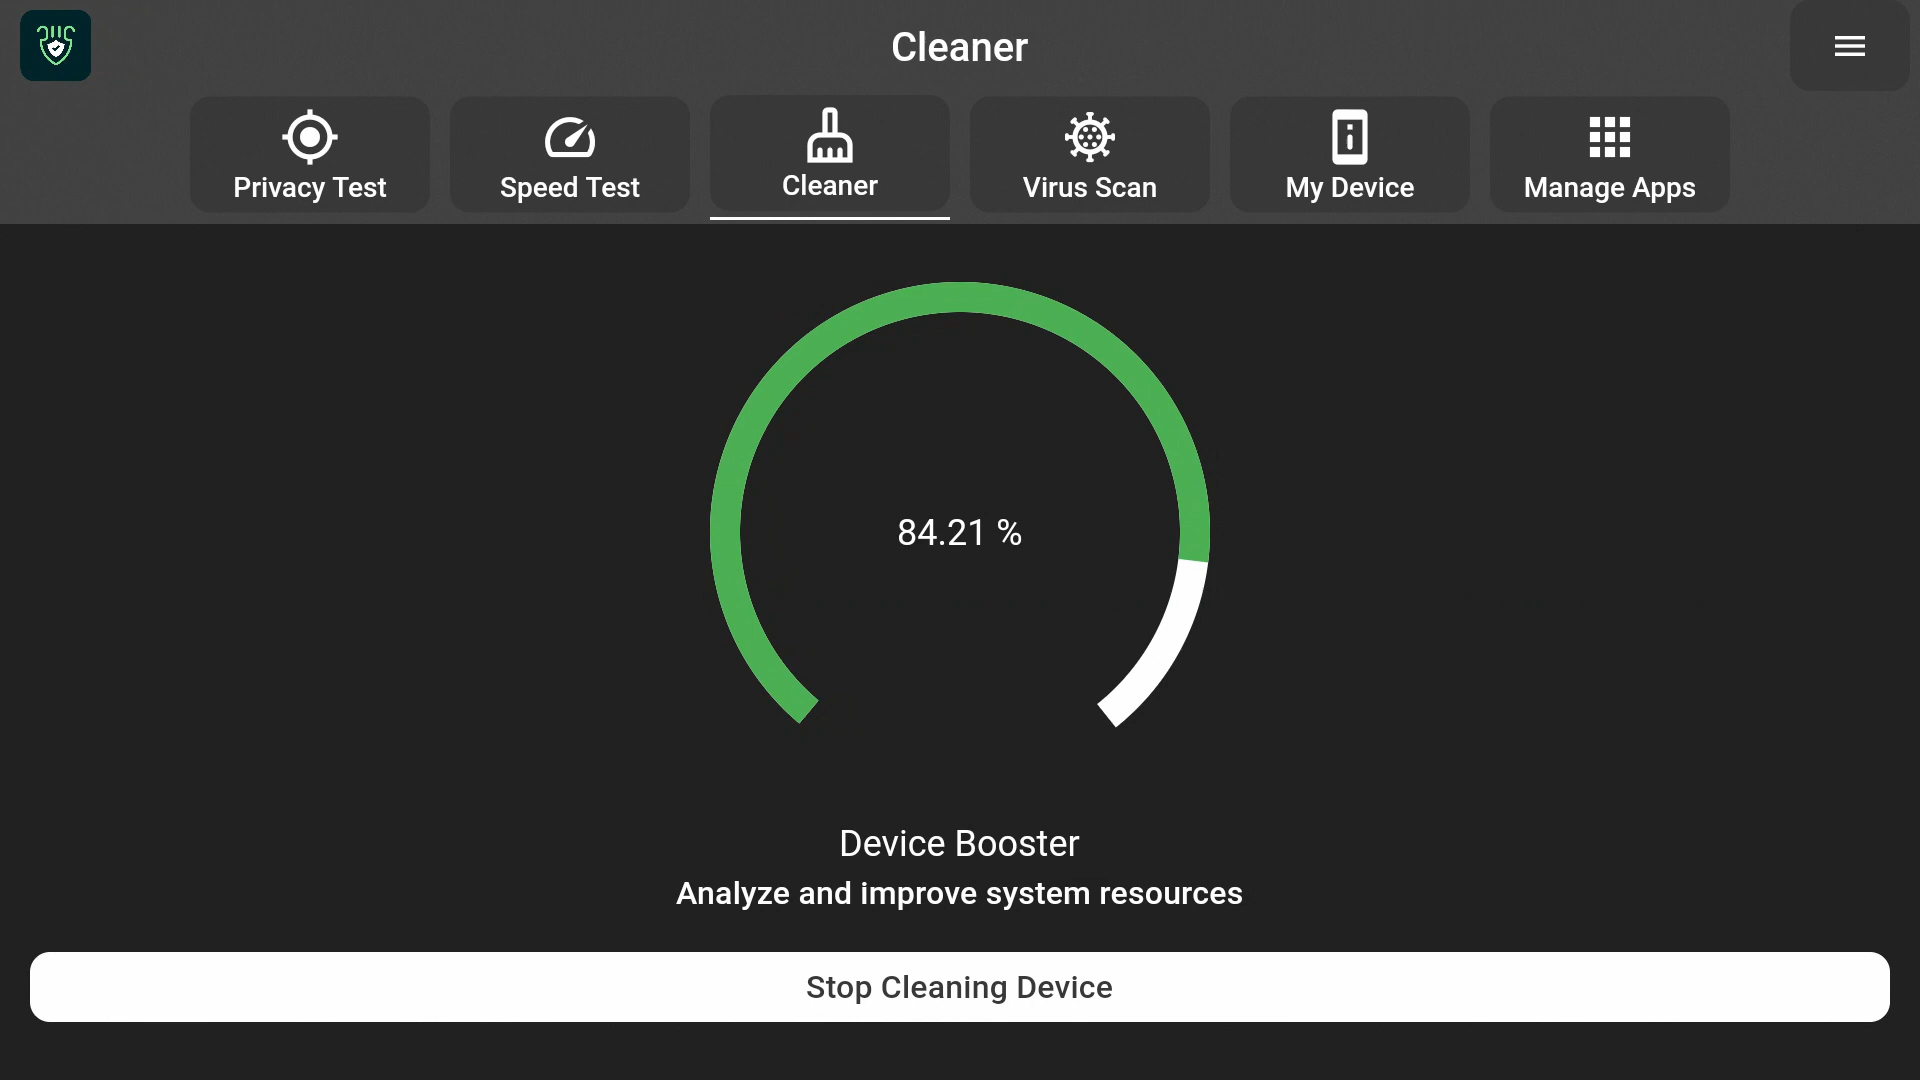 Cleaner
Privacy Test
Speed Test
Cleaner
Virus Scan
My Device
Manage Apps
84.21 %
Device Booster
Analyze and improve system resources
Stop Cleaning Device